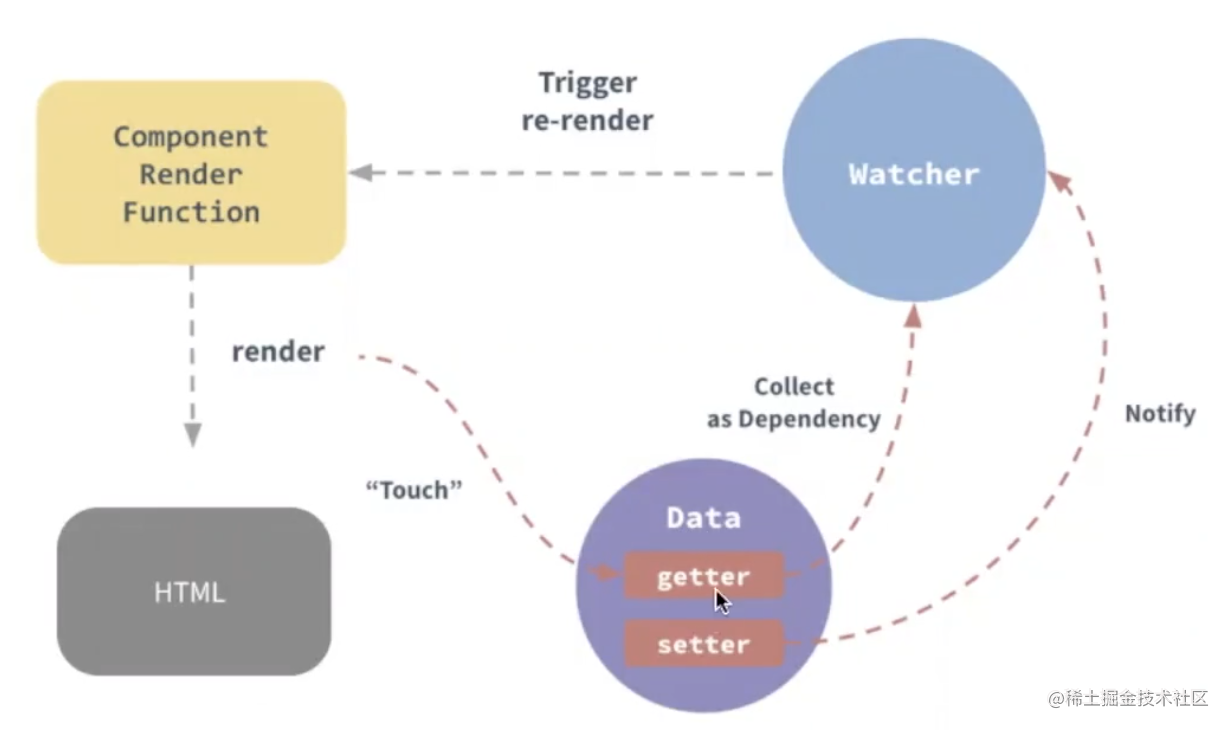 Trigger
re-render
Component
Render
Function
Watcher
render
Collect
as Dependency
Notify
“Touch”
Data
getter
HTML
setter
@稀土掘金技术社区